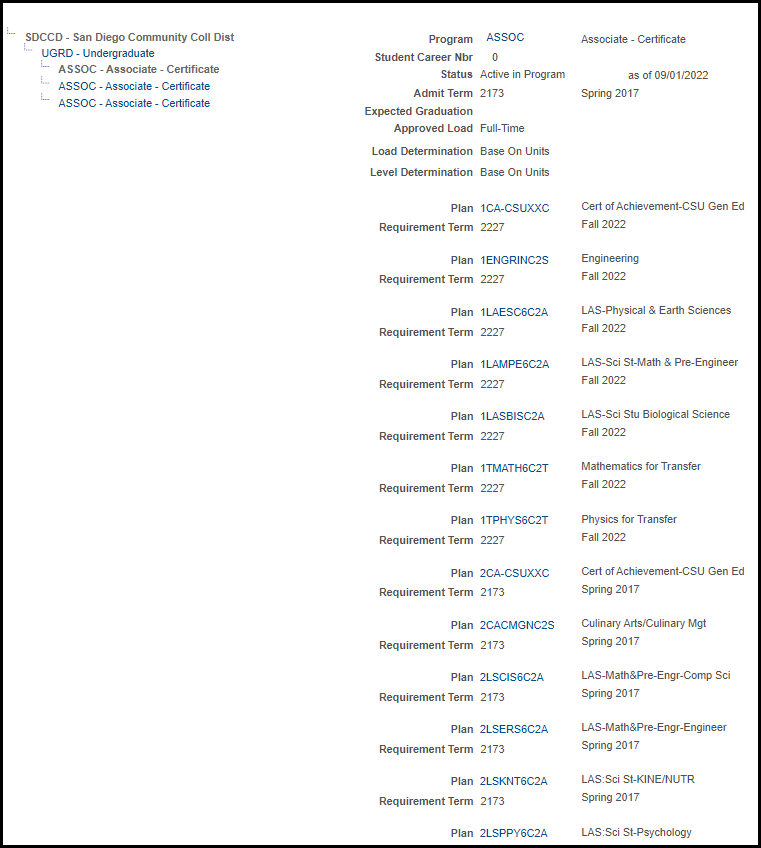 SDCCD - San Diego Community Coll Dist
UGRD - Undergraduate
ASSOC - Associate - Certificate
ASSOC - Associate - Certificate
ASSOC - Associate - Certificate
Program ASSOC Associate - Certificate
Student Career Nbr 0
Status Active in Program as of 09/01/2022
Admit Term 2173 Spring 2017
Expected Graduation
Approved Load Full-Time
Load Determination Base On Units
Level Determination Base On Units
Plan 1CA-CSUXXC Cert of Achievement-CSU Gen Ed
Requirement Term 2227 Fall 2022
Plan 1ENGRINC2S Engineering
Requirement Term 2227 Fall 2022
Plan 1LAESC6C2A LAS-Physical & Earth Sciences
Requirement Term 2227 Fall 2022
Plan 1LAMPE6C2A LAS-Sci St-Math & Pre-Engineer
Requirement Term 2227 Fall 2022
Plan 1LASBISC2A LAS-Sci Stu Biological Science
Requirement Term 2227 Fall 2022
Plan 1TMATH6C2T Mathematics for Transfer
Requirement Term 2227 Fall 2022
Plan 1TPHYS6C2T Physics for Transfer
Requirement Term 2227 Fall 2022
Plan 2CA-CSUXXC Cert of Achievement-CSU Gen Ed
Requirement Term 2173 Spring 2017
Plan 2CACMGNC2S Culinary Arts/Culinary Mgt
Requirement Term 2173 Spring 2017
Plan 2LSCIS6C2A LAS-Math&Pre-Engr-Comp Sci
Requirement Term 2173 Spring 2017
Plan 2LSERS6C2A LAS-Math&Pre-Engr-Engineer
Requirement Term 2173 Spring 2017
Plan 2LSKNT6C2A LAS:Sci St-KINE/NUTR
Requirement Term 2173 Spring 2017
Plan 2LSPPY6C2A LAS:Sci St-Psychology